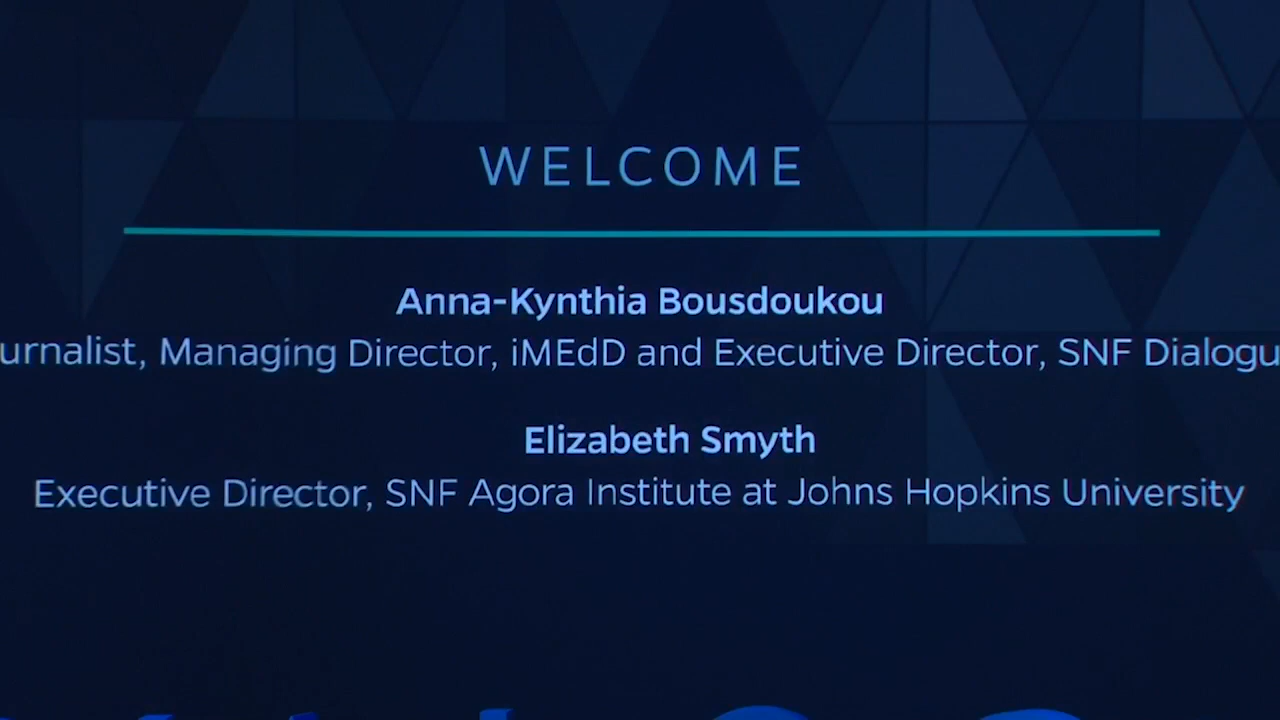 WELCOME
Anna-Kynthia Bousdoukou
urnalist, Managing Director, iMEdD and Executive Director, SNF Dialogu
Elizabeth Smyth
Executive Director, SNF Agora Institute at Johns Hopkins University